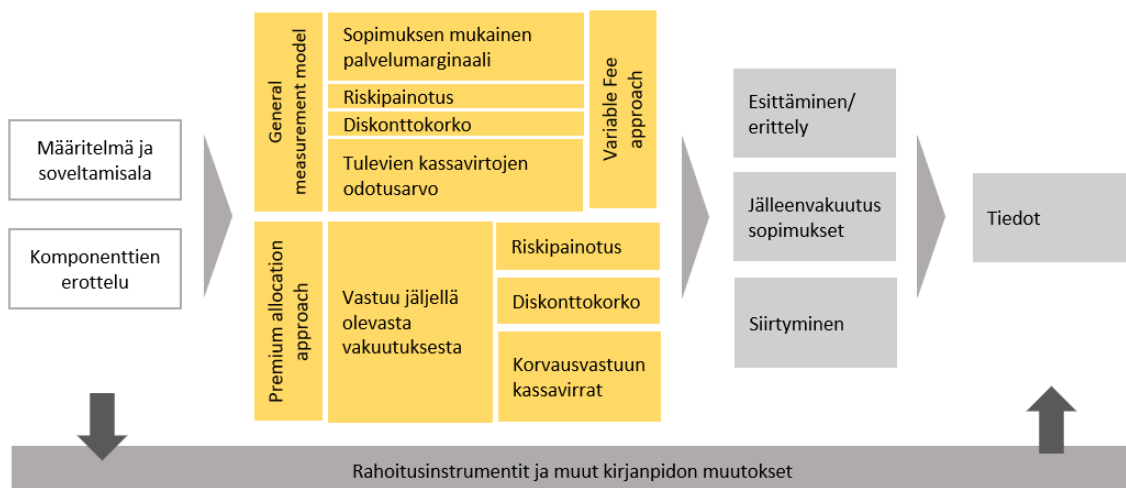 Määritelmä ja
soveltamisala
Komponenttien
erottelu
General
measurement model
Sopimuksen mukainen
palvelumarginaali
Riskipainotus
Diskonttokorko
Tulevien kassavirtojen
odotusarvo
Variable Fee
approach
Premium allocation
approach
Vastuu jäljellä
olevasta
vakuutuksesta
Riskipainotus
Diskonttokorko
Korvausvastuun
kassavirrat
Esittäminen/
erittely
Jälleenvakuutus
sopimukset
Siirtyminen
Tiedot
Rahoitusinstrumentit ja muut kirjanpidon muutokset